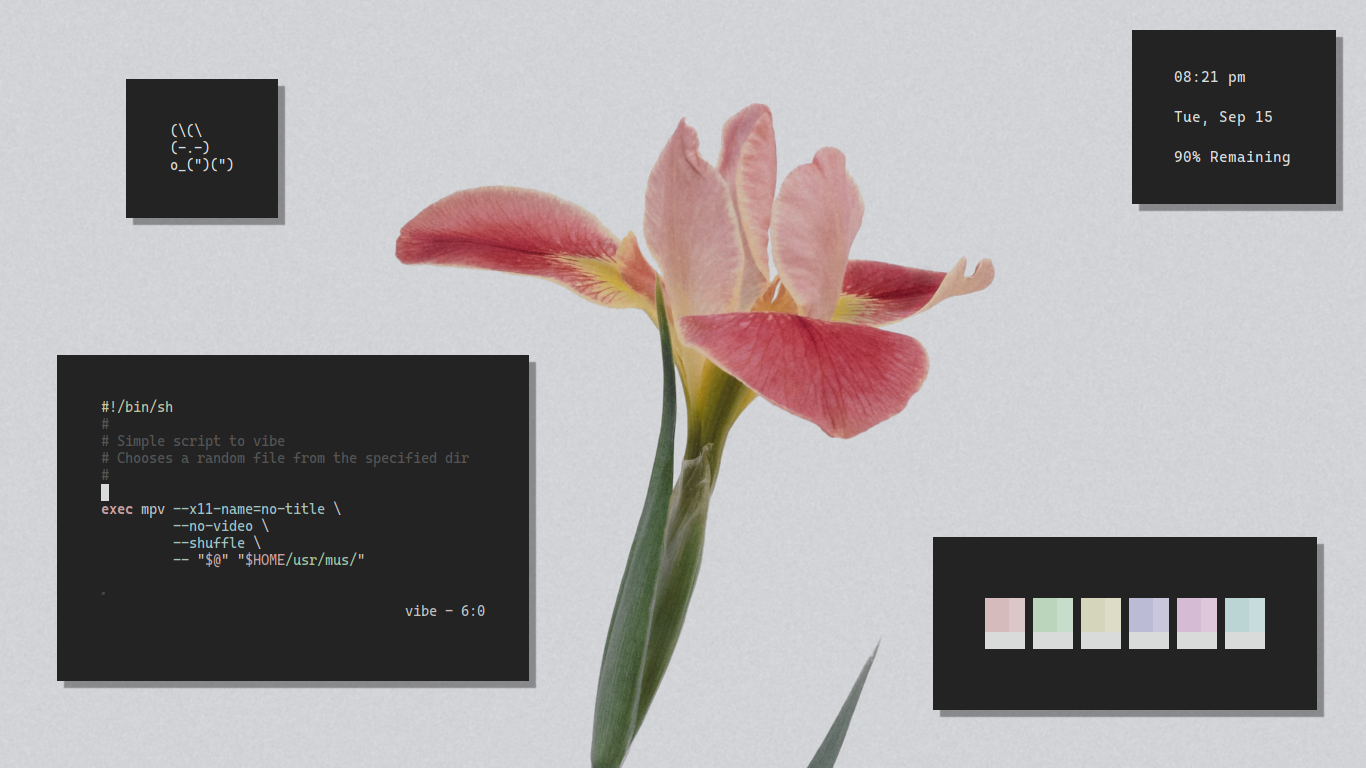 (\(\
(-.-)
o_(")(")
08:21 pm
Tue, Sep 15
90% Remaining
#!/bin/sh
#
# Simple script to vibe
# Chooses a random file from the specified dir
#
exec mpv --x11-name=no-title \
         --no-video \
         --shuffle \
         -- "$@" "$HOME/usr/mus/"
vibe - 6:0